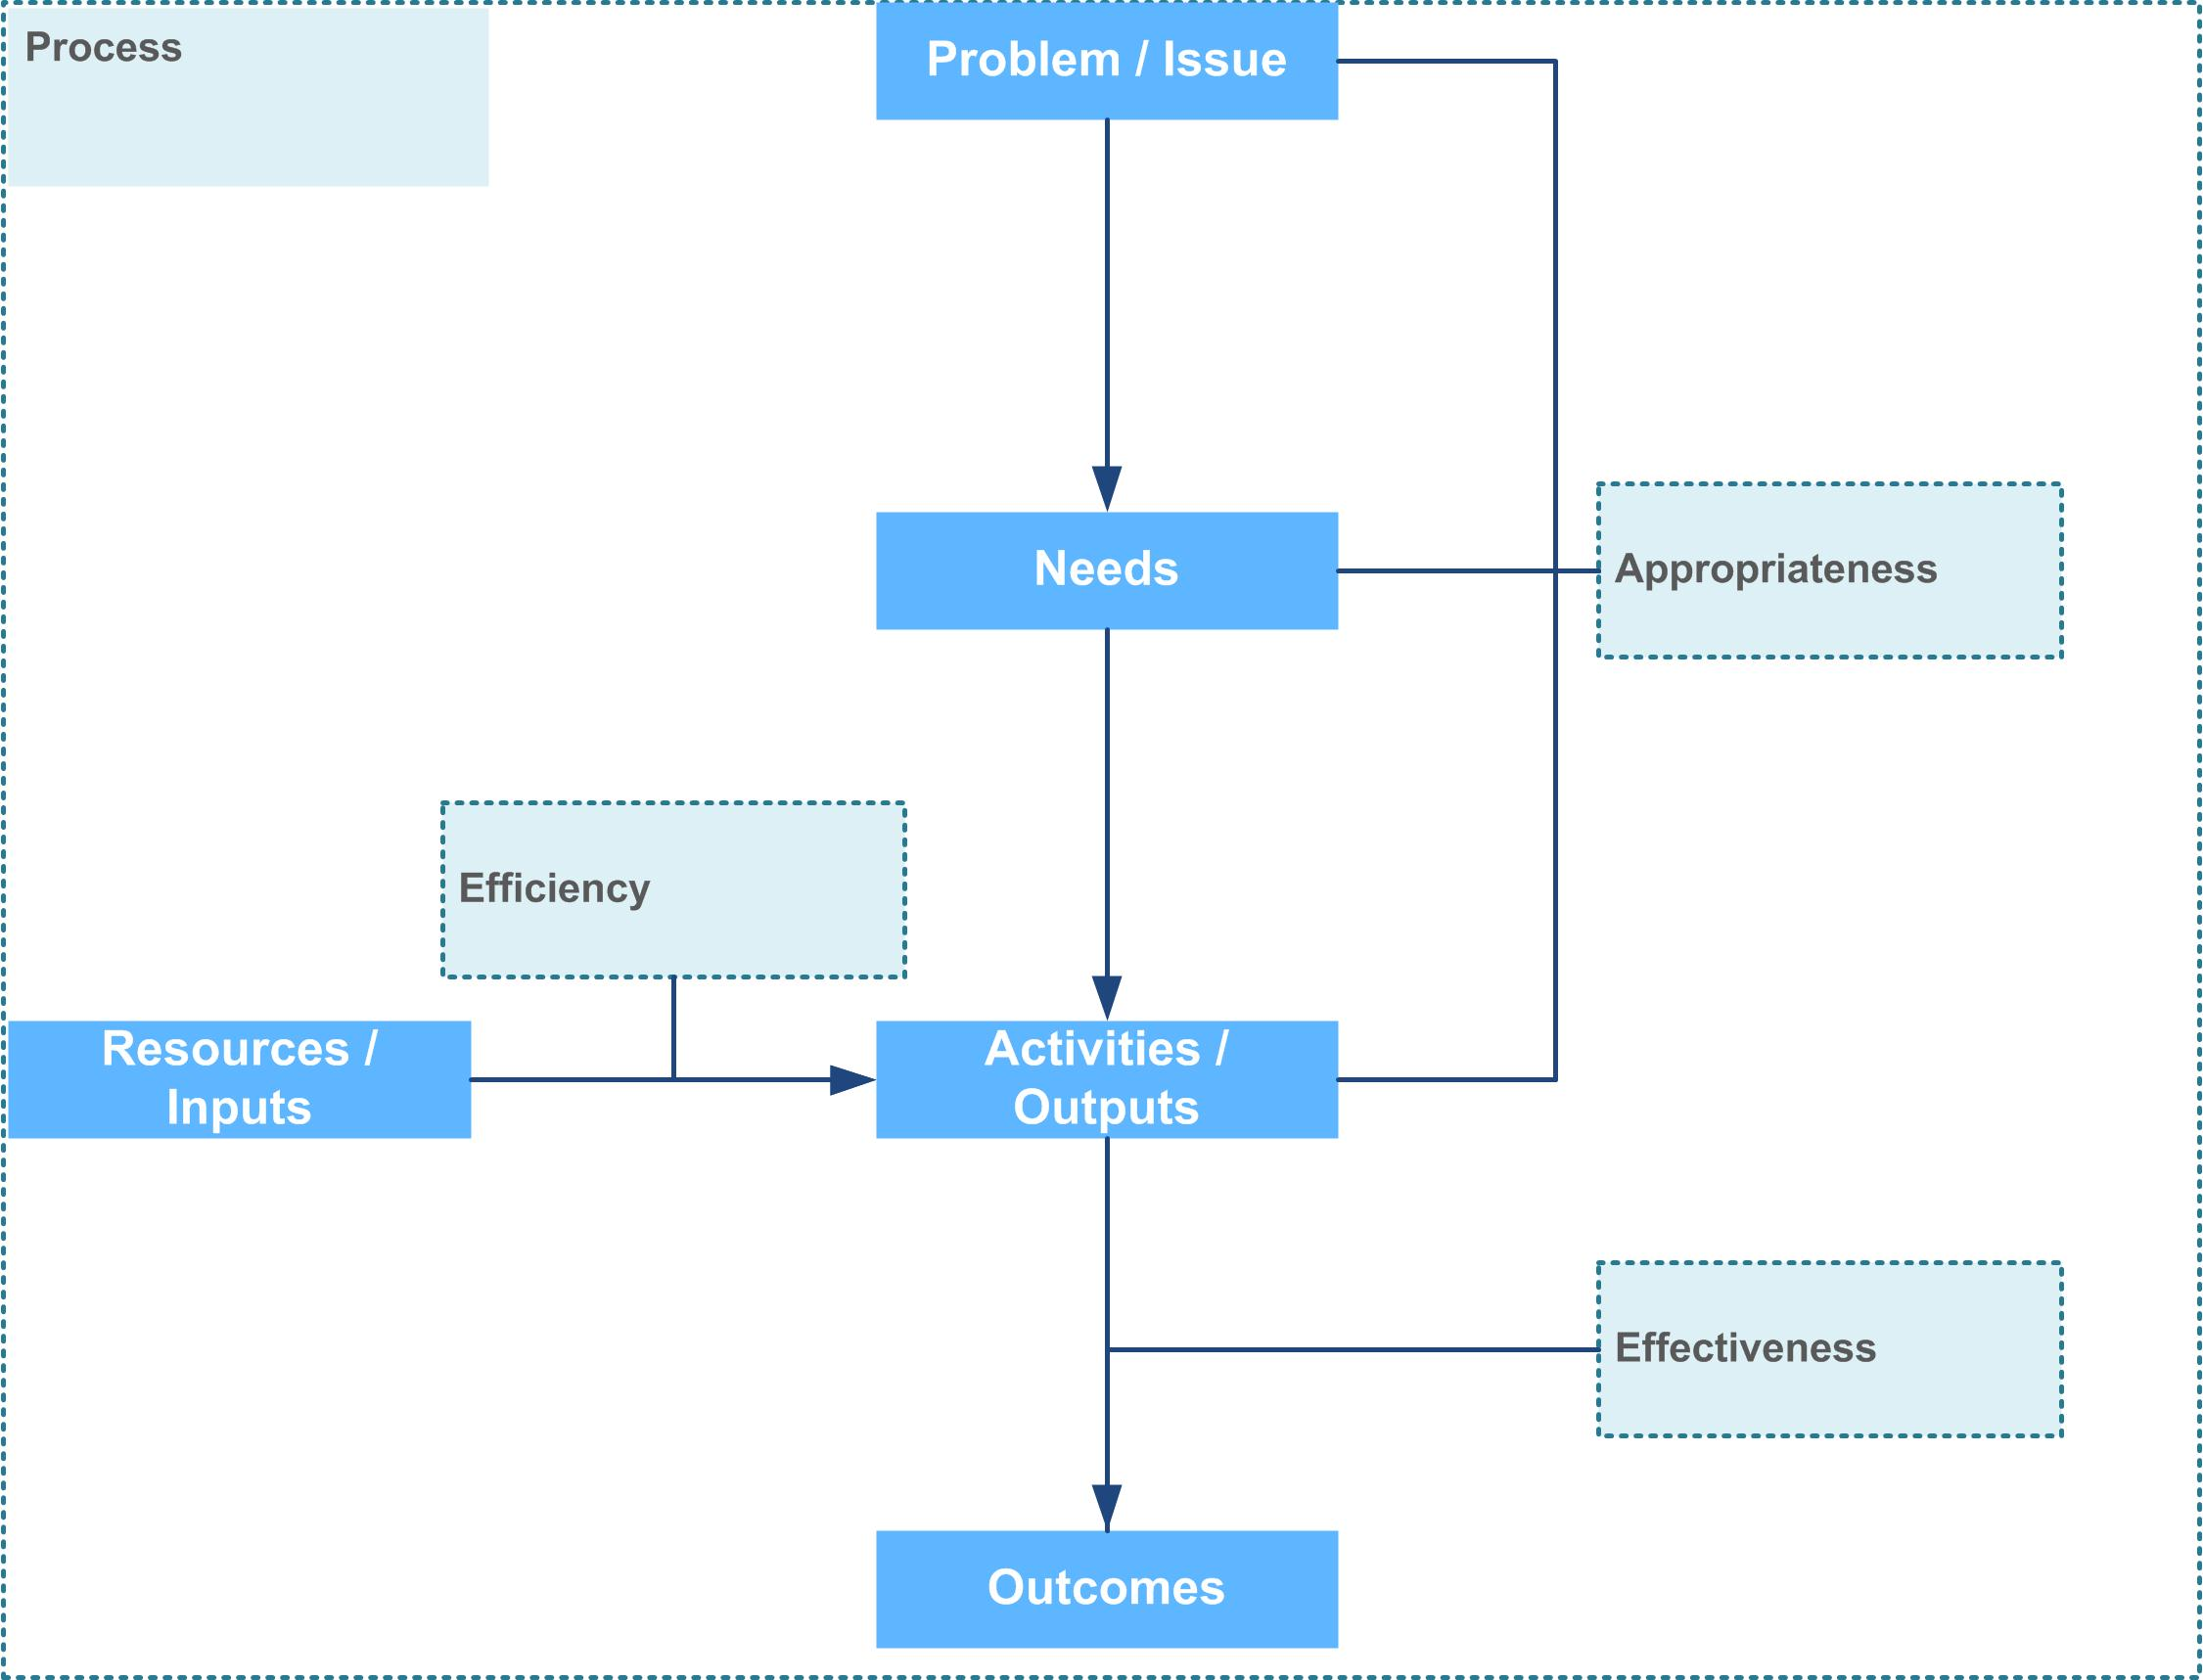 Process
Problem / Issue
Needs
Appropriateness
Efficiency
Resources /
Inputs
Activities /
Outputs
Effectiveness
Outcomes